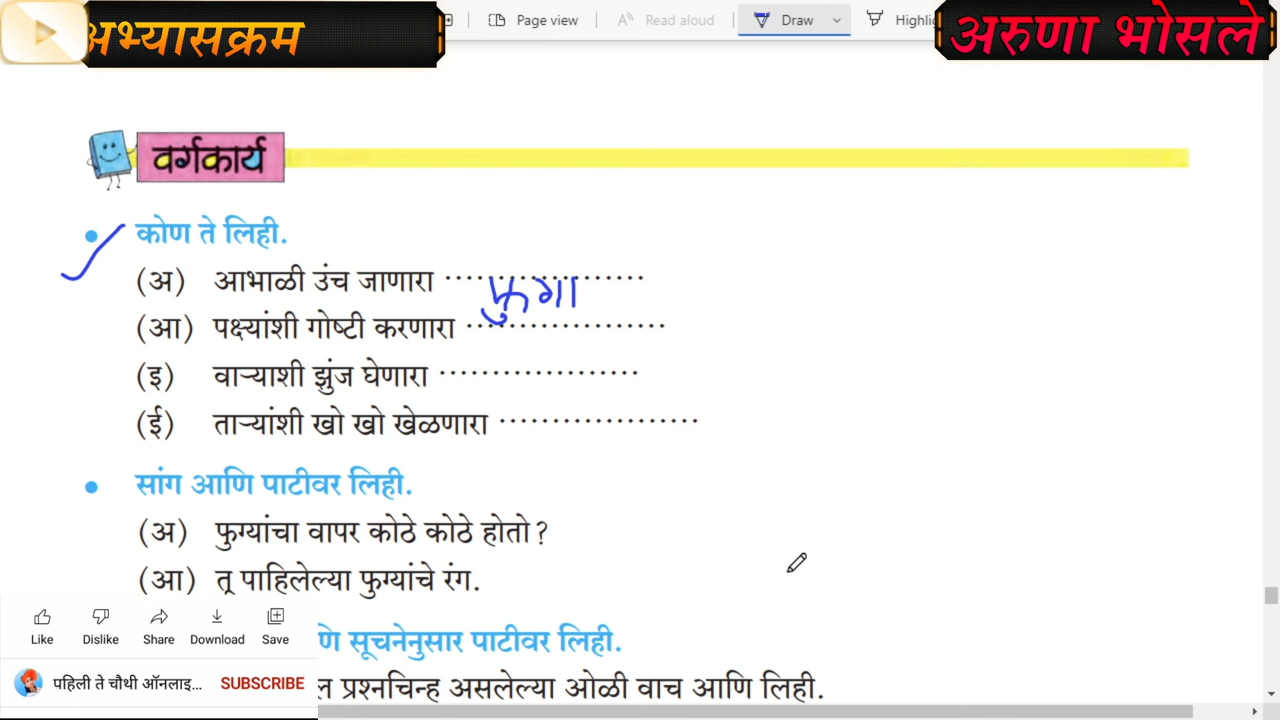 अभ्यासक्रम
Page view
Read aloud
Draw
अरुणा भोसले
वर्गकार्य
• कोण ते लिही.
(अ) आभाळी उंच जाणारा ..................
फुगा
(आ) पक्ष्यांशी गोष्टी करणारा ..................
(इ) वाऱ्याशी झुंज घेणारा ..................
(ई) ताऱ्यांशी खो खो खेळणारा ..................
• सांग आणि पाटीवर लिही.
(अ) फुग्यांचा वापर कोठे कोठे होतो?
(आ) तू पाहिलेल्या फुग्यांचे रंग.
Like Dislike Share Download Save
णि सूचनेनुसार पाटीवर लिही.
पहिली ते चौथी ऑनलाइ... SUBSCRIBE
ल प्रश्नचिन्ह असलेल्या ओळी वाच आणि लिही.